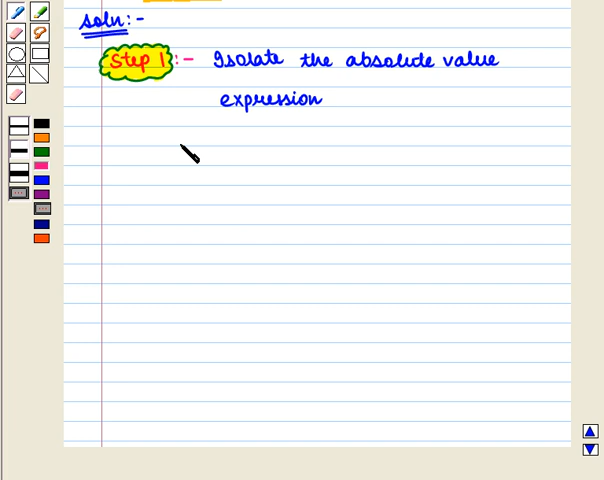 Soln:-
Step 1:- Isolate the absolute value
expression